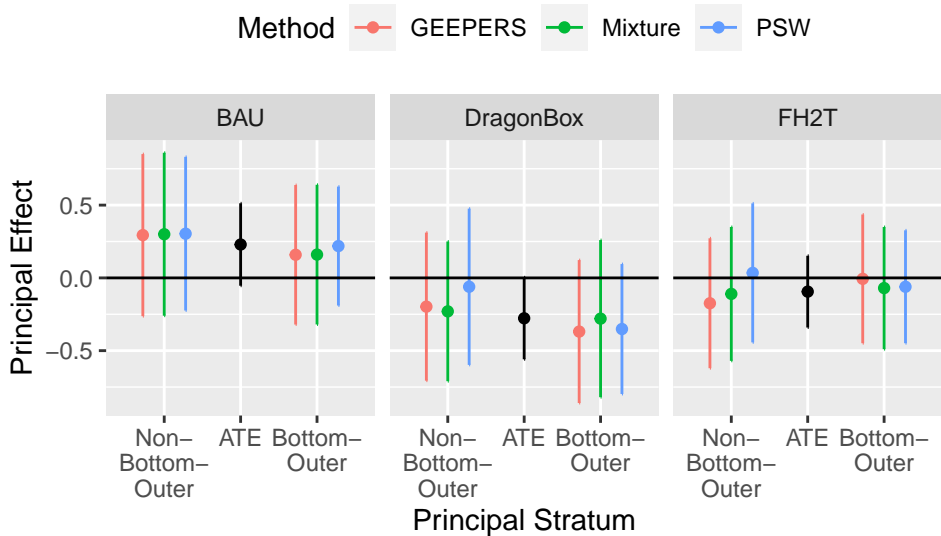 Method GEEPERS Mixture PSW
BAU DragonBox FH2T
Principal Effect
0.5
0.0
−0.5
Non−
Bottom−
Outer
ATE
Bottom−
Outer
Non−
Bottom−
Outer
ATE
Bottom−
Outer
Non−
Bottom−
Outer
ATE
Bottom−
Outer
Principal Stratum